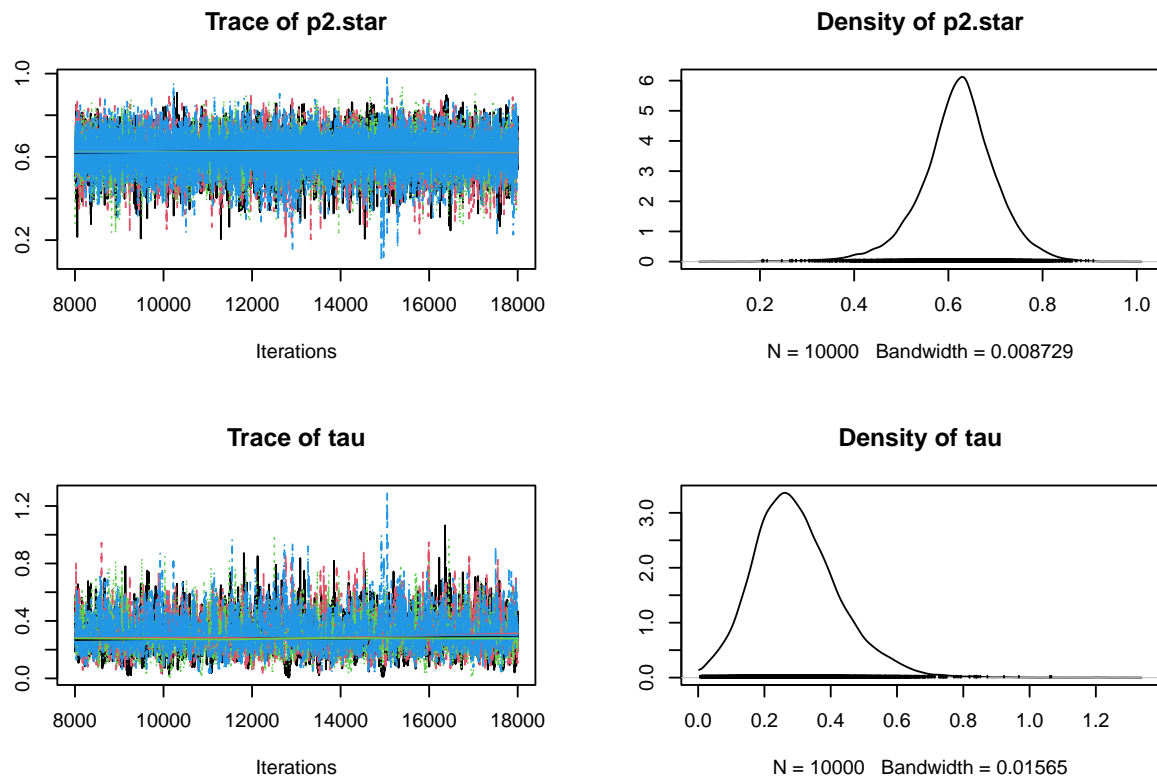 Trace of p2.star
Density of p2.star
1.0
0.6
0.2
8000 10000 12000 14000 16000 18000
Iterations
6
5
4
3
2
1
0
0.2 0.4 0.6 0.8 1.0
N = 10000 Bandwidth = 0.008729
Trace of tau
Density of tau
1.2
0.8
0.4
0.0
8000 10000 12000 14000 16000 18000
Iterations
3.0
2.0
1.0
0.0
0.0 0.2 0.4 0.6 0.8 1.0 1.2
N = 10000 Bandwidth = 0.01565